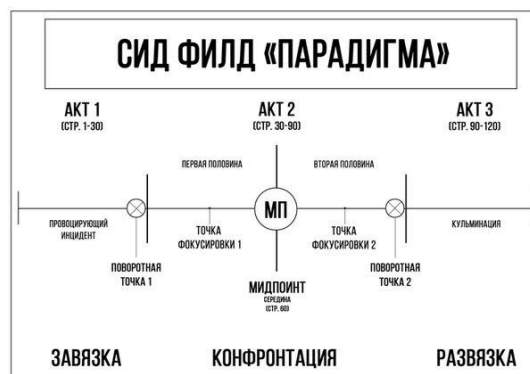 СИД ФИЛД «ПАРАДИГМА»
АКТ 1
(СТР. 1-30)
АКТ 2
(СТР. 30-90)
АКТ 3
(СТР. 90-120)
ПЕРВАЯ ПОЛОВИНА
ВТОРАЯ ПОЛОВИНА
МП
ПРОВОЦИРУЮЩИЙ
ИНЦИДЕНТ
ТОЧКА
ФОКУСИРОВКИ 1
ТОЧКА
ФОКУСИРОВКИ 2
КУЛЬМИНАЦИЯ
ПОВОРОТНАЯ
ТОЧКА 1
МИДПОИНТ
СЕРЕДИНА
(СТР. 60)
ПОВОРОТНАЯ
ТОЧКА 2
ЗАВЯЗКА
КОНФРОНТАЦИЯ
РАЗВЯЗКА